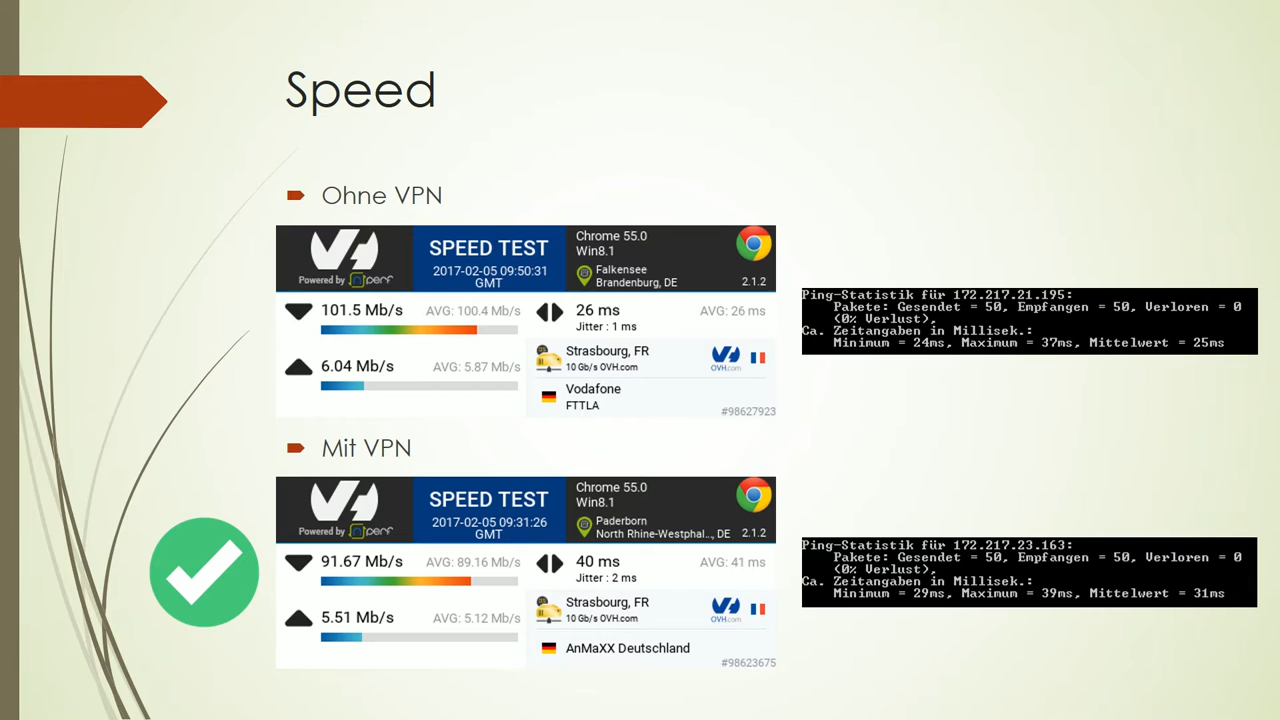 Speed
Ohne VPN
Powered by nperf
SPEED TEST
2017-02-05 09:50:31
GMT
Chrome 55.0
Win8.1
Falkensee
Brandenburg, DE
2.1.2
101.5 Mb/s AVG: 100.4 Mb/s
6.04 Mb/s AVG: 5.87 Mb/s
26 ms AVG: 26 ms
Jitter : 1 ms
Strasbourg, FR
10 Gb/s OVH.com
OVH.com
Vodafone
FTTLA
#98627923
Ping-Statistik für 172.217.21.195:
Pakete: Gesendet = 50, Empfangen = 50, Verloren = 0
(0% Verlust),
Ca. Zeitangaben in Millisek.:
Minimum = 24ms, Maximum = 37ms, Mittelwert = 25ms
Mit VPN
Powered by nperf
SPEED TEST
2017-02-05 09:31:26
GMT
Chrome 55.0
Win8.1
Paderborn
North Rhine-Westphal..., DE
2.1.2
91.67 Mb/s AVG: 89.16 Mb/s
5.51 Mb/s AVG: 5.12 Mb/s
40 ms AVG: 41 ms
Jitter : 2 ms
Strasbourg, FR
10 Gb/s OVH.com
OVH.com
AnMaXX Deutschland
#98623675
Ping-Statistik für 172.217.23.163:
Pakete: Gesendet = 50, Empfangen = 50, Verloren = 0
(0% Verlust),
Ca. Zeitangaben in Millisek.:
Minimum = 29ms, Maximum = 39ms, Mittelwert = 31ms